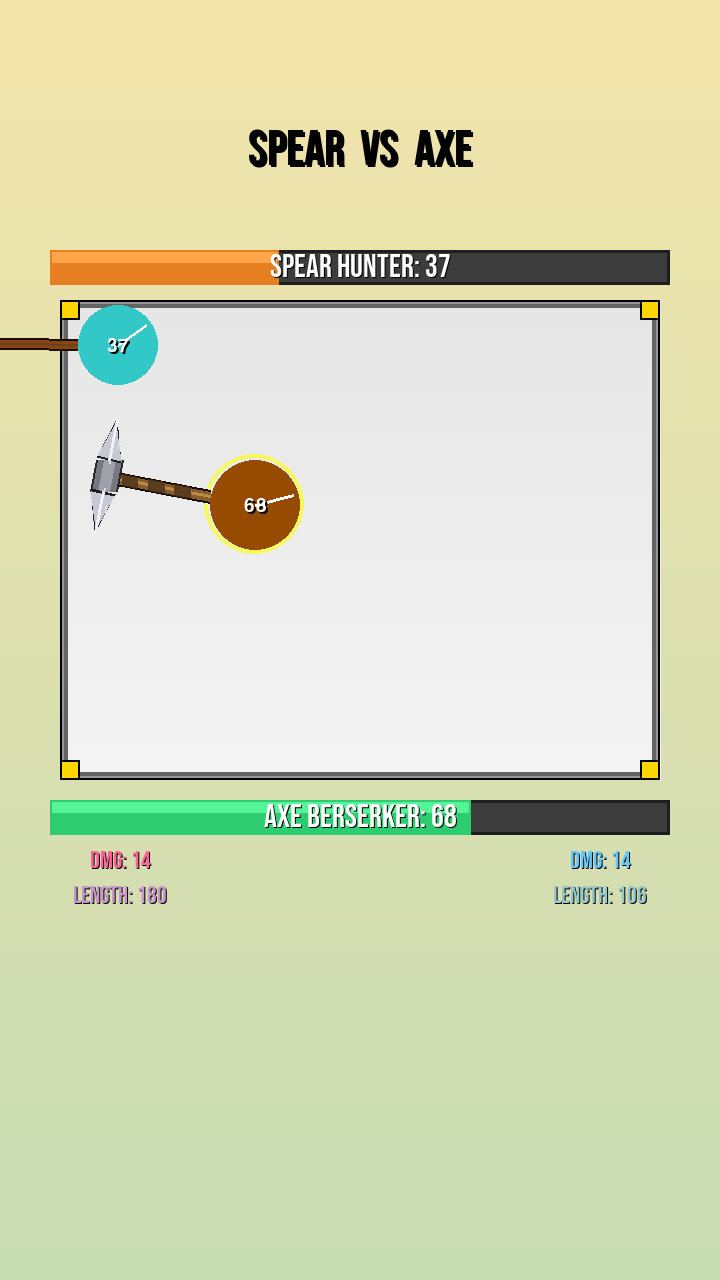 SPEAR VS AXE
SPEAR HUNTER: 37
37
68
AXE BERSERKER: 68
DMG: 14
DMG: 14
LENGTH: 180
LENGTH: 106